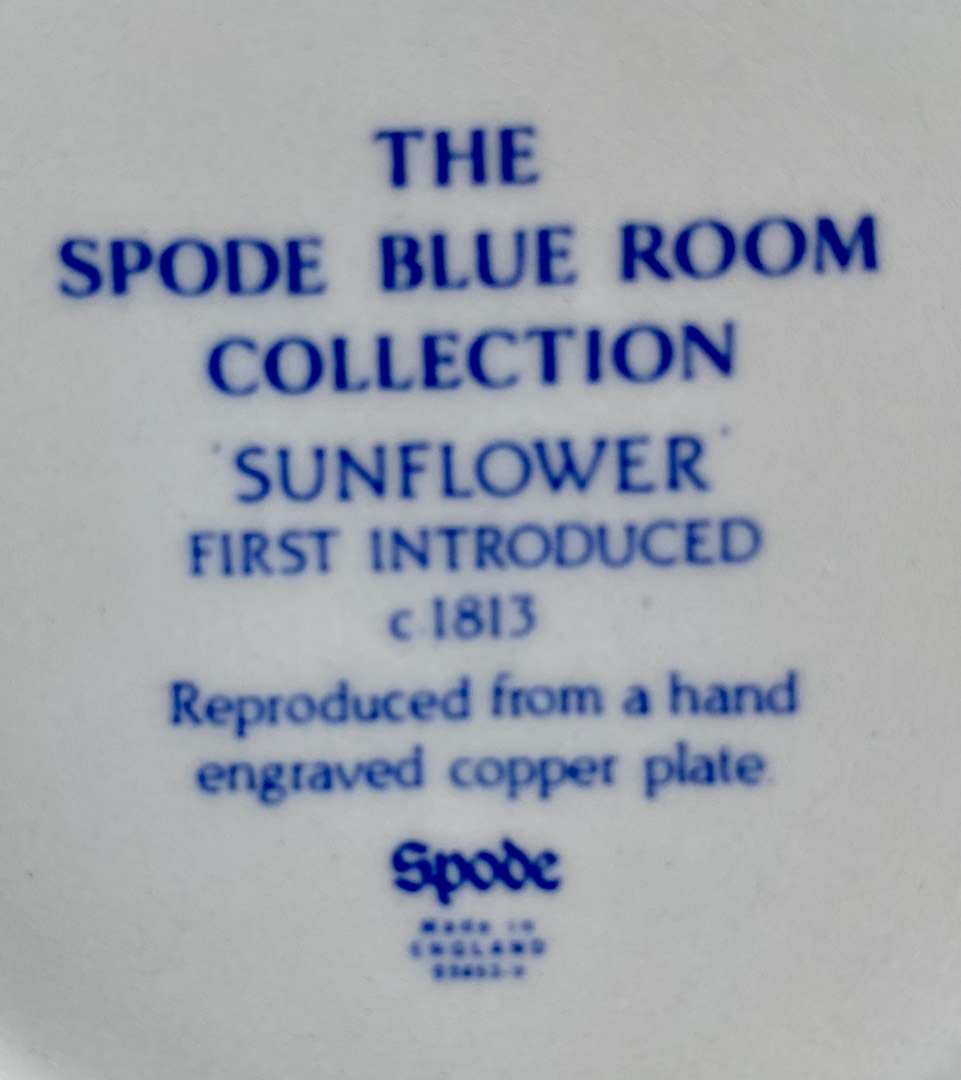 THE
SPODE BLUE ROOM
COLLECTION
'SUNFLOWER'
FIRST INTRODUCED
c.1813
Reproduced from a hand
engraved copper plate.
Spode
Made in
ENGLAND